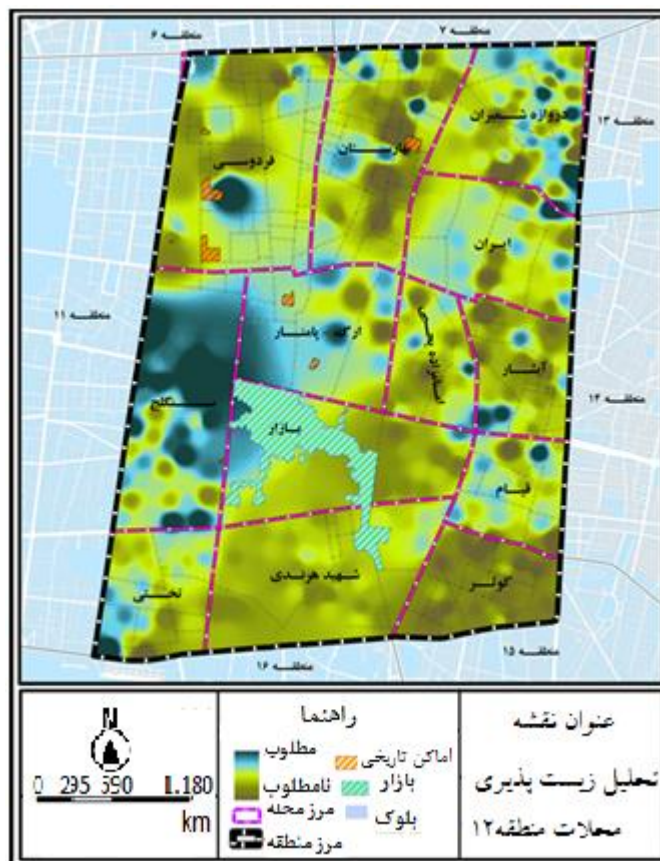 منطقه ۶
منطقه ۷
دروازه شمیران
منطقه ۱۳
بهارستان
فردوسی
ایران
منطقه ۱۱
ارگ پامنار
امامزاده یحیی
آبشار
سنگلج
منطقه ۱۴
بازار
قیام
شهید هرندی
کوثر
تختی
منطقه ۱۶
منطقه ۱۵
N
0 295 590 1.180
km
راهنما
مطلوب
نامطلوب
اماکن تاریخی
بازار
مرز محله
بلوک
مرز منطقه
عنوان نقشه
تحلیل زیست پذیری
محلات منطقه۱۲